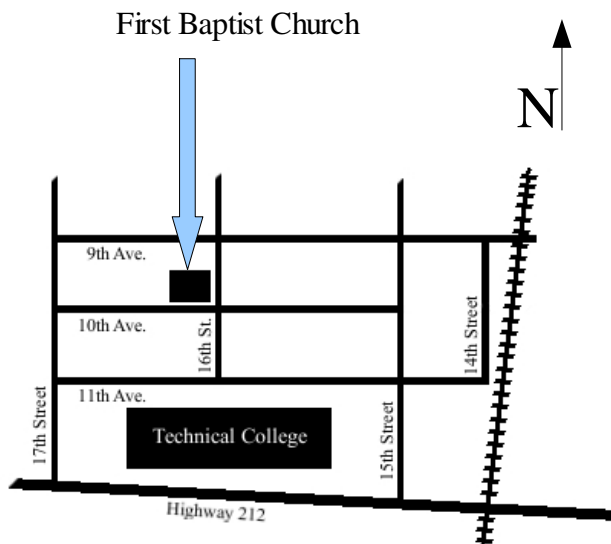 First Baptist Church
N
9th Ave.
10th Ave.
16th St.
14th Street
11th Ave.
17th Street
Technical College
15th Street
Highway 212